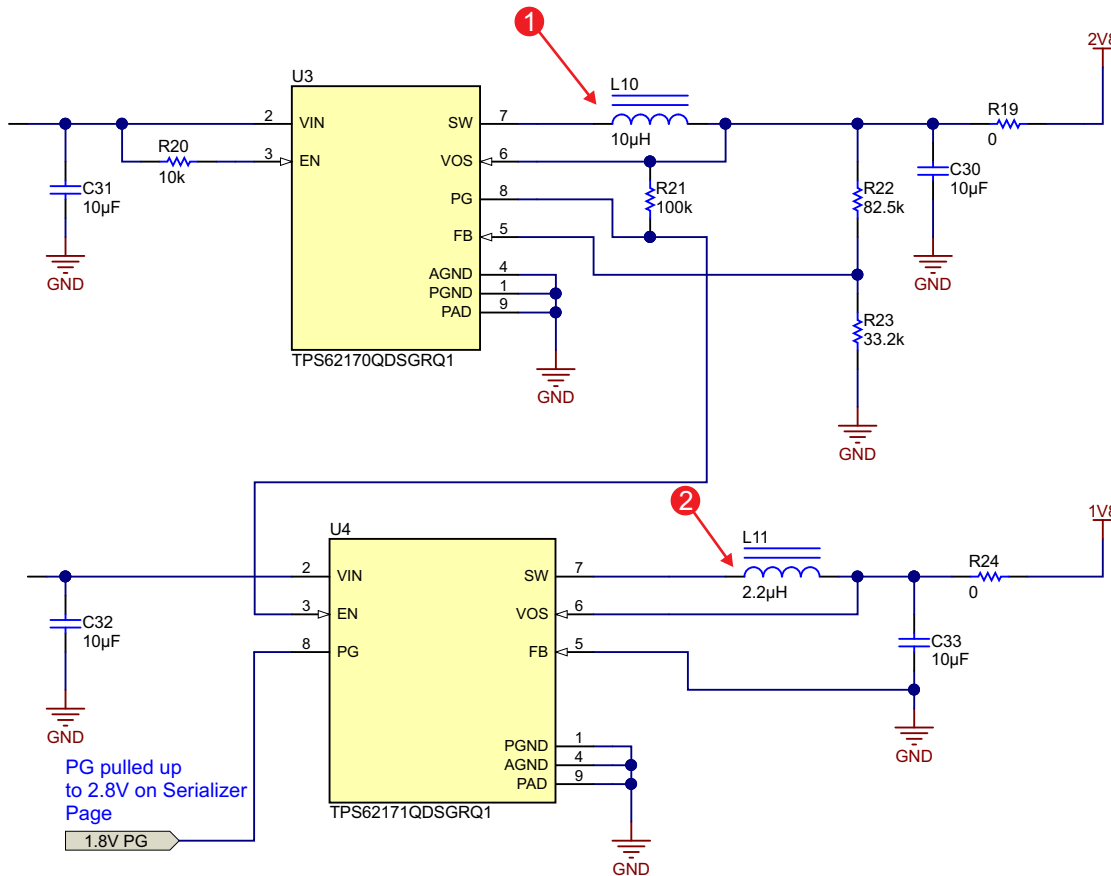 1
2V8
U3
L10
2
VIN
SW
7
10µH
R19
0
R20
10k
3
EN
VOS
6
C31
10µF
PG
8
R21
100k
R22
82.5k
C30
10µF
FB
5
GND
AGND
4
PGND
1
PAD
9
GND
R23
33.2k
TPS62170QDSGRQ1
GND
GND
2
1V8
U4
L11
2
VIN
SW
7
2.2µH
R24
0
C32
10µF
3
EN
VOS
6
8
PG
FB
5
C33
10µF
GND
GND
PGND
1
AGND
4
PAD
9
PG pulled up
to 2.8V on Serializer
Page
1.8V PG
TPS62171QDSGRQ1
GND